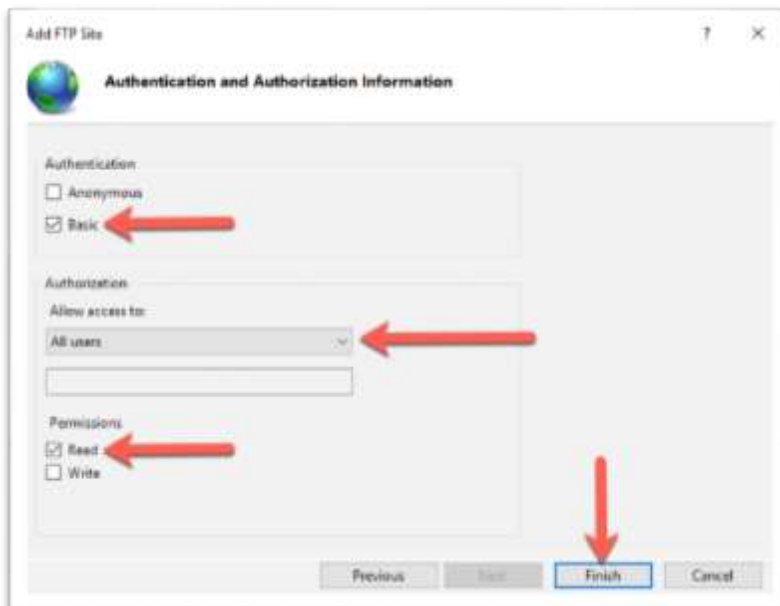 Add FTP Site
?
Authentication and Authorization Information
Authentication
Anonymous
Basic
Authorization
Allow access to:
All users
Permissions
Read
Write
Previous
Next
Finish
Cancel